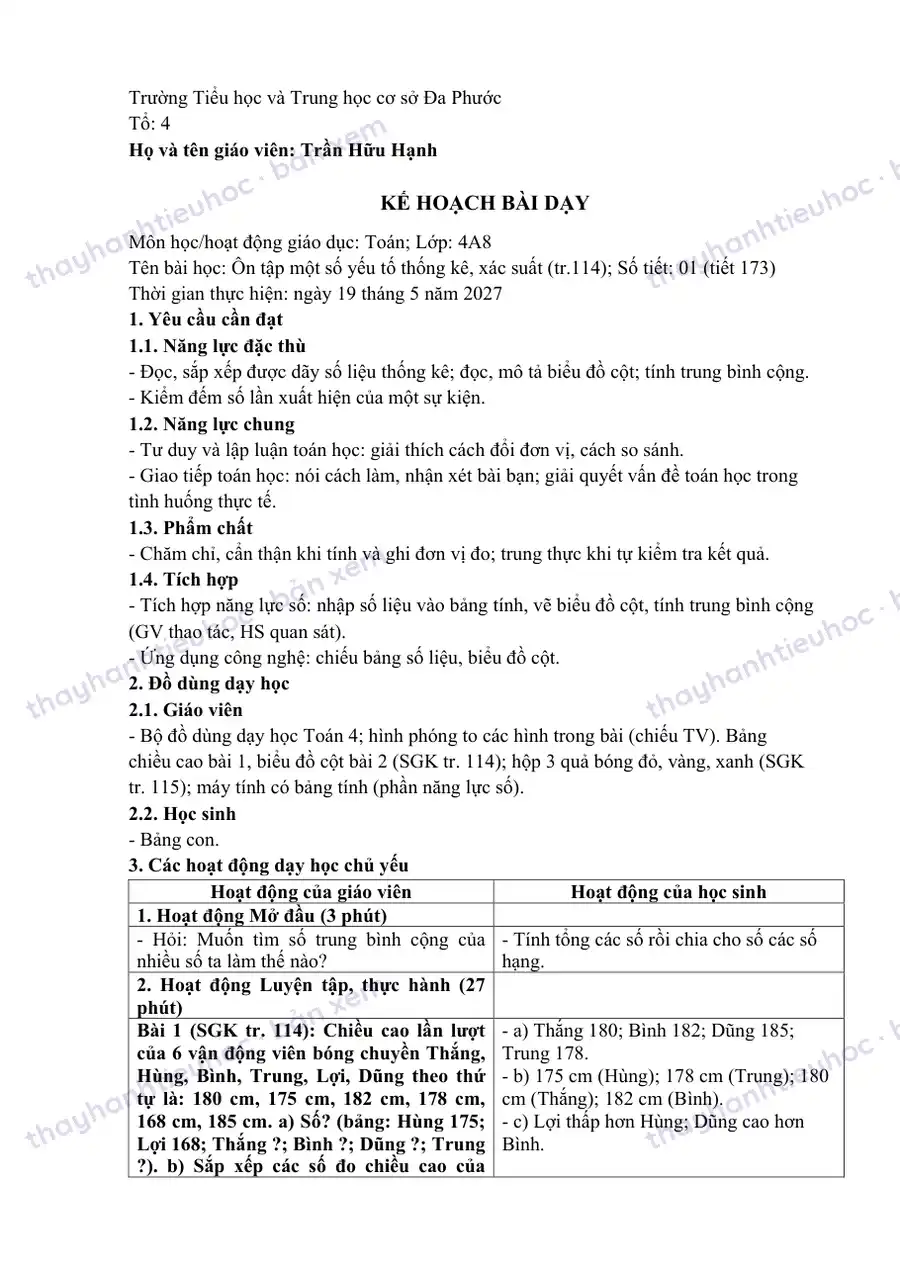 Trường Tiểu học và Trung học cơ sở Đa Phước
Tổ: 4
Họ và tên giáo viên: Trần Hữu Hạnh
KẾ HOẠCH BÀI DẠY
Môn học/hoạt động giáo dục: Toán; Lớp: 4A8
Tên bài học: Ôn tập một số yếu tố thống kê, xác suất (tr.114); Số tiết: 01 (tiết 173)
Thời gian thực hiện: ngày 19 tháng 5 năm 2027
1. Yêu cầu cần đạt
1.1. Năng lực đặc thù
- Đọc, sắp xếp được dãy số liệu thống kê; đọc, mô tả biểu đồ cột; tính trung bình cộng.
- Kiểm đếm số lần xuất hiện của một sự kiện.
1.2. Năng lực chung
- Tư duy và lập luận toán học: giải thích cách đổi đơn vị, cách so sánh.
- Giao tiếp toán học: nói cách làm, nhận xét bài bạn; giải quyết vấn đề toán học trong
tình huống thực tế.
1.3. Phẩm chất
- Chăm chỉ, cẩn thận khi tính và ghi đơn vị đo; trung thực khi tự kiểm tra kết quả.
1.4. Tích hợp
- Tích hợp năng lực số: nhập số liệu vào bảng tính, vẽ biểu đồ cột, tính trung bình cộng
(GV thao tác, HS quan sát).
- Ứng dụng công nghệ: chiếu bảng số liệu, biểu đồ cột.
2. Đồ dùng dạy học
2.1. Giáo viên
- Bộ đồ dùng dạy học Toán 4; hình phóng to các hình trong bài (chiếu TV). Bảng
chiều cao bài 1, biểu đồ cột bài 2 (SGK tr. 114); hộp 3 quả bóng đỏ, vàng, xanh (SGK
tr. 115); máy tính có bảng tính (phần năng lực số).
2.2. Học sinh
- Bảng con.
3. Các hoạt động dạy học chủ yếu
Hoạt động của giáo viên
Hoạt động của học sinh
1. Hoạt động Mở đầu (3 phút)
- Hỏi: Muốn tìm số trung bình cộng của
nhiều số ta làm thế nào?
- Tính tổng các số rồi chia cho số các số
hạng.
2. Hoạt động Luyện tập, thực hành (27
phút)
Bài 1 (SGK tr. 114): Chiều cao lần lượt
của 6 vận động viên bóng chuyền Thắng,
Hùng, Bình, Trung, Lợi, Dũng theo thứ
tự là: 180 cm, 175 cm, 182 cm, 178 cm,
168 cm, 185 cm. a) Số? (bảng: Hùng 175;
Lợi 168; Thắng ?; Bình ?; Dũng ?; Trung
?). b) Sắp xếp các số đo chiều cao của
- a) Thắng 180; Bình 182; Dũng 185;
Trung 178.
- b) 175 cm (Hùng); 178 cm (Trung); 180
cm (Thắng); 182 cm (Bình).
- c) Lợi thấp hơn Hùng; Dũng cao hơn
Bình.
thayhanhtieuhoc · bản xem
thayhanhtieuhoc · b
thayhanhtieuhoc · bản xem
thayhanhtieuhoc · b
thayhanhtieuhoc · bản xem
thayhanhtieuhoc · b